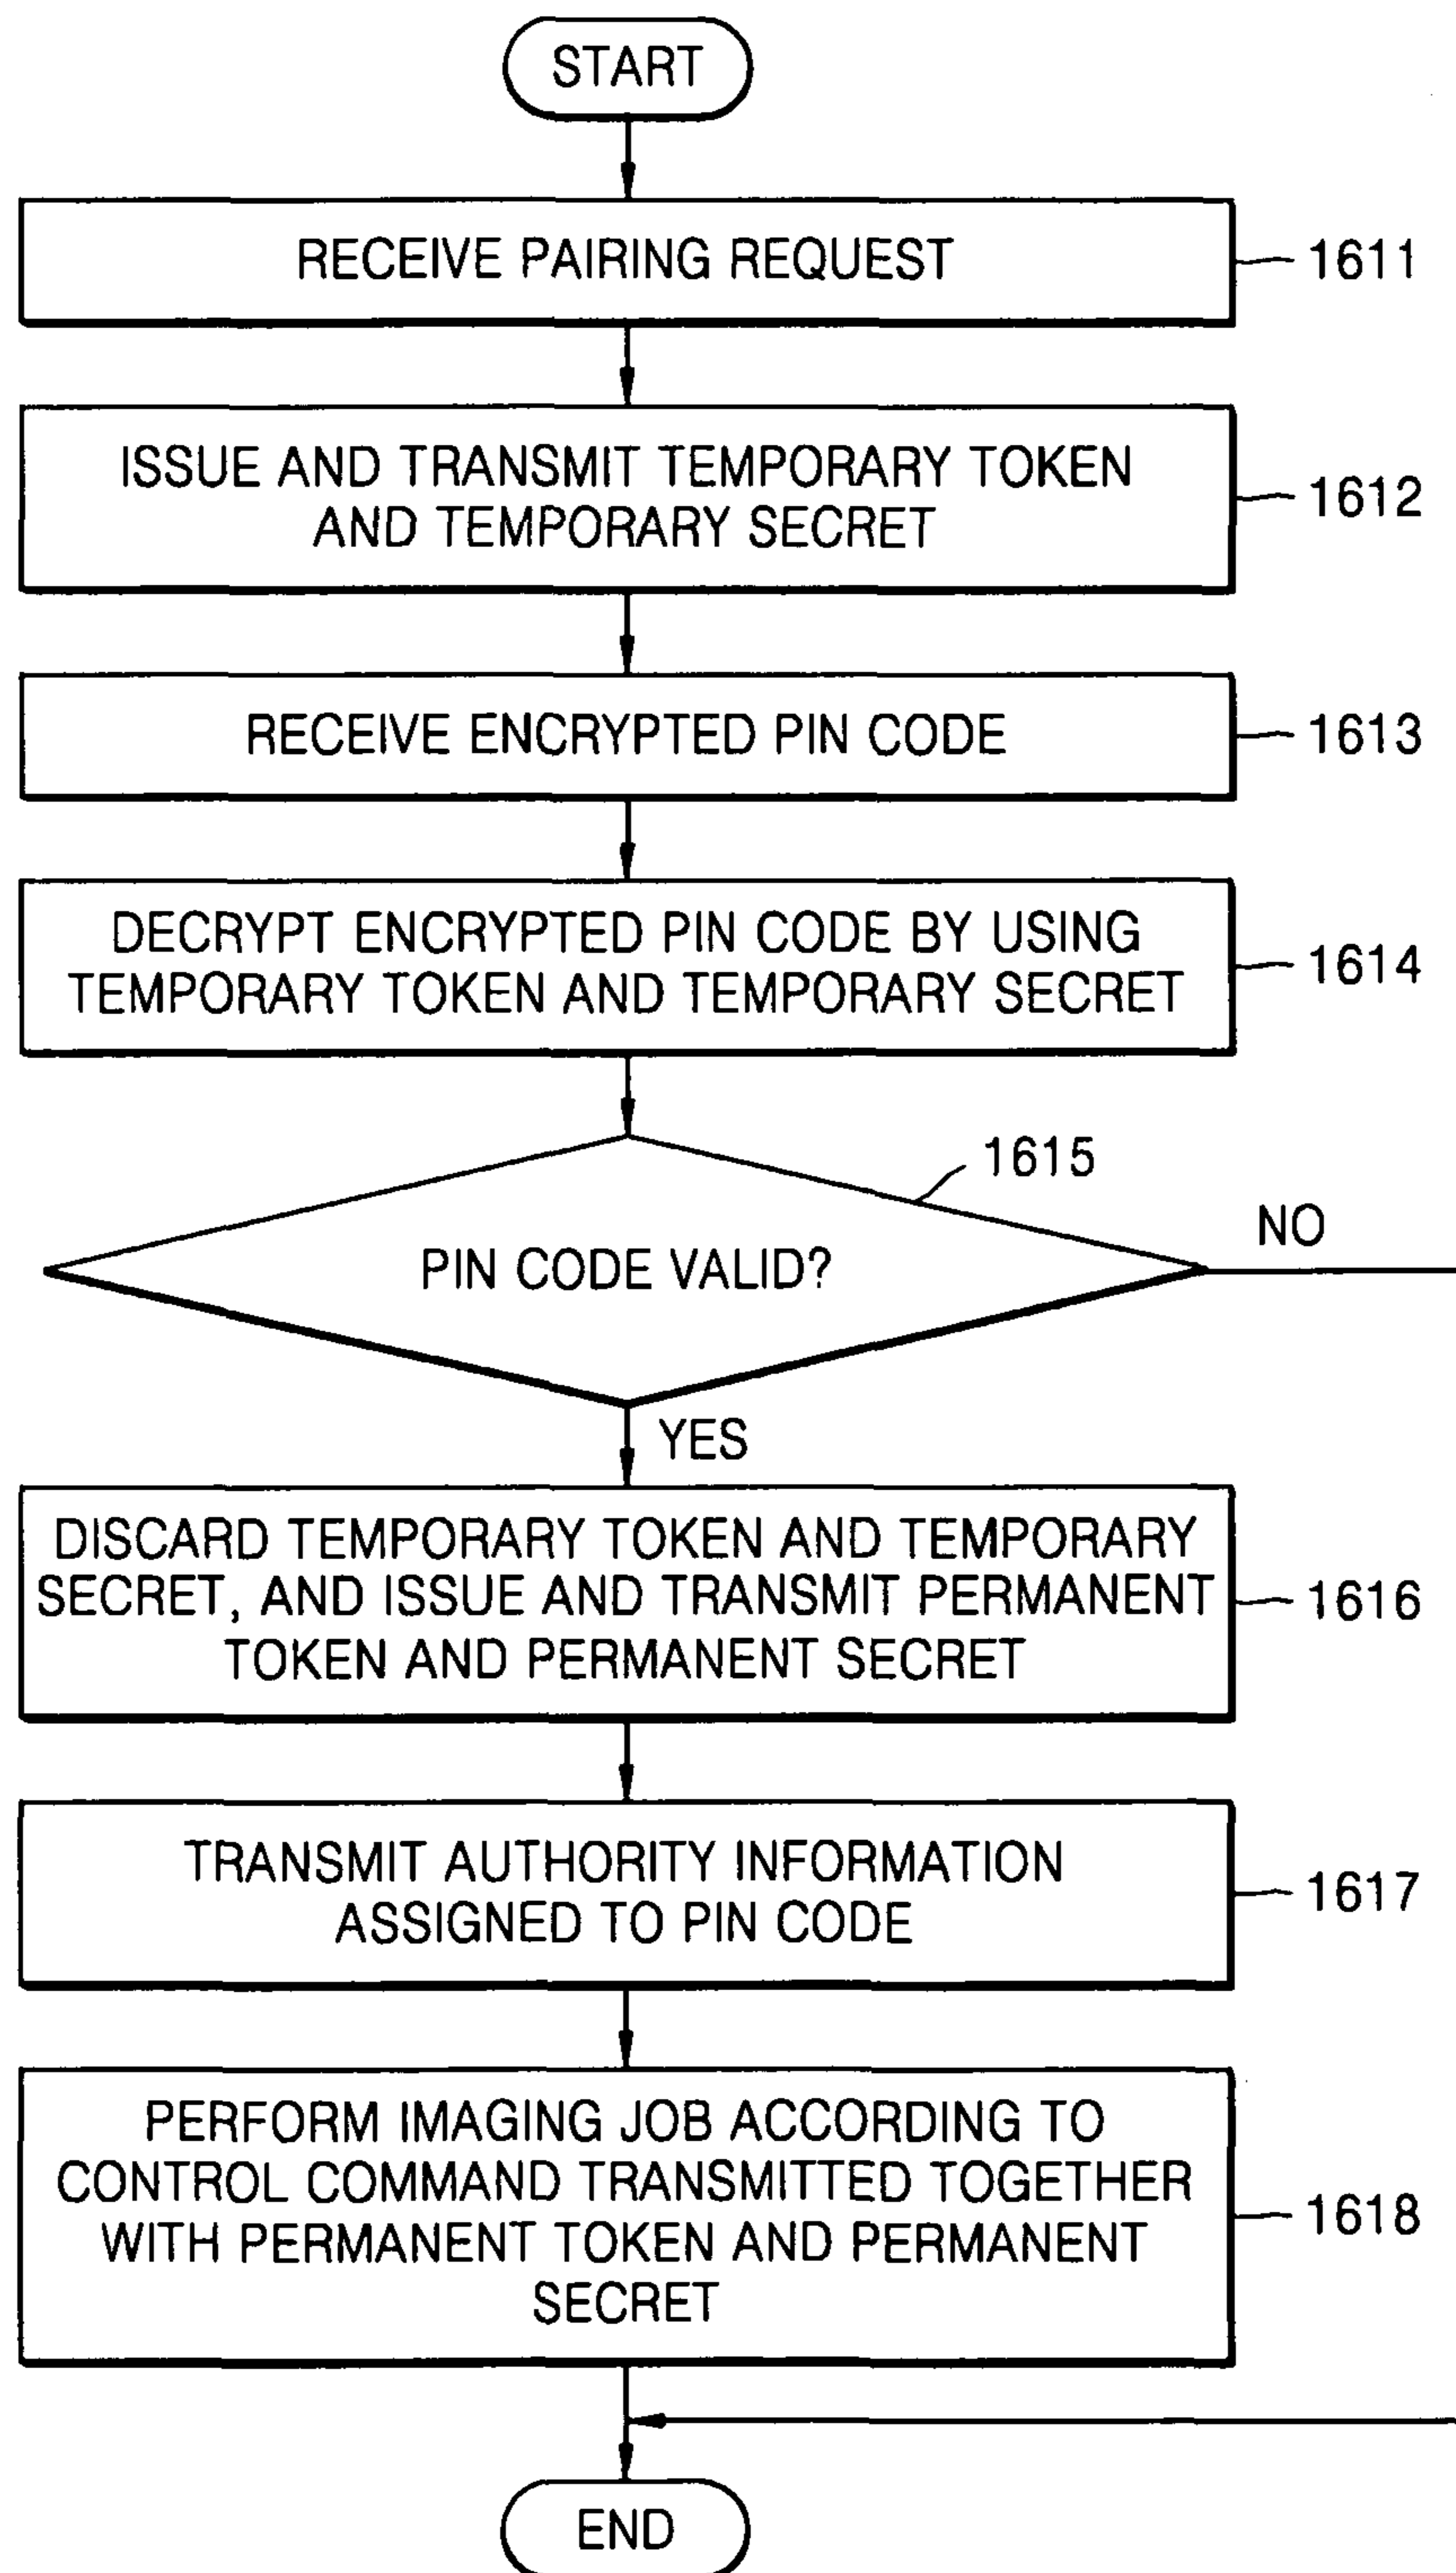 START
RECEIVE PAIRING REQUEST
1611
ISSUE AND TRANSMIT TEMPORARY TOKEN
AND TEMPORARY SECRET
1612
RECEIVE ENCRYPTED PIN CODE
1613
DECRYPT ENCRYPTED PIN CODE BY USING
TEMPORARY TOKEN AND TEMPORARY SECRET
1614
1615
PIN CODE VALID?
NO
YES
DISCARD TEMPORARY TOKEN AND TEMPORARY
SECRET, AND ISSUE AND TRANSMIT PERMANENT
TOKEN AND PERMANENT SECRET
1616
TRANSMIT AUTHORITY INFORMATION
ASSIGNED TO PIN CODE
1617
PERFORM IMAGING JOB ACCORDING TO
CONTROL COMMAND TRANSMITTED TOGETHER
WITH PERMANENT TOKEN AND PERMANENT
SECRET
1618
END